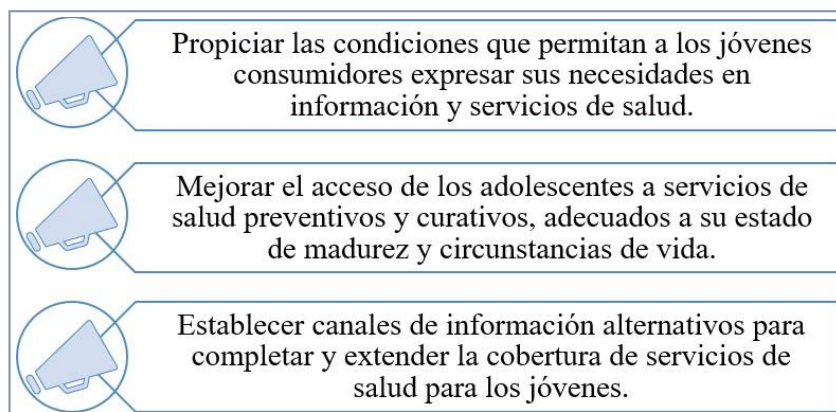 Propiciar las condiciones que permitan a los jóvenes
consumidores expresar sus necesidades en
información y servicios de salud.
Mejorar el acceso de los adolescentes a servicios de
salud preventivos y curativos, adecuados a su estado
de madurez y circunstancias de vida.
Establecer canales de información alternativos para
completar y extender la cobertura de servicios de
salud para los jóvenes.